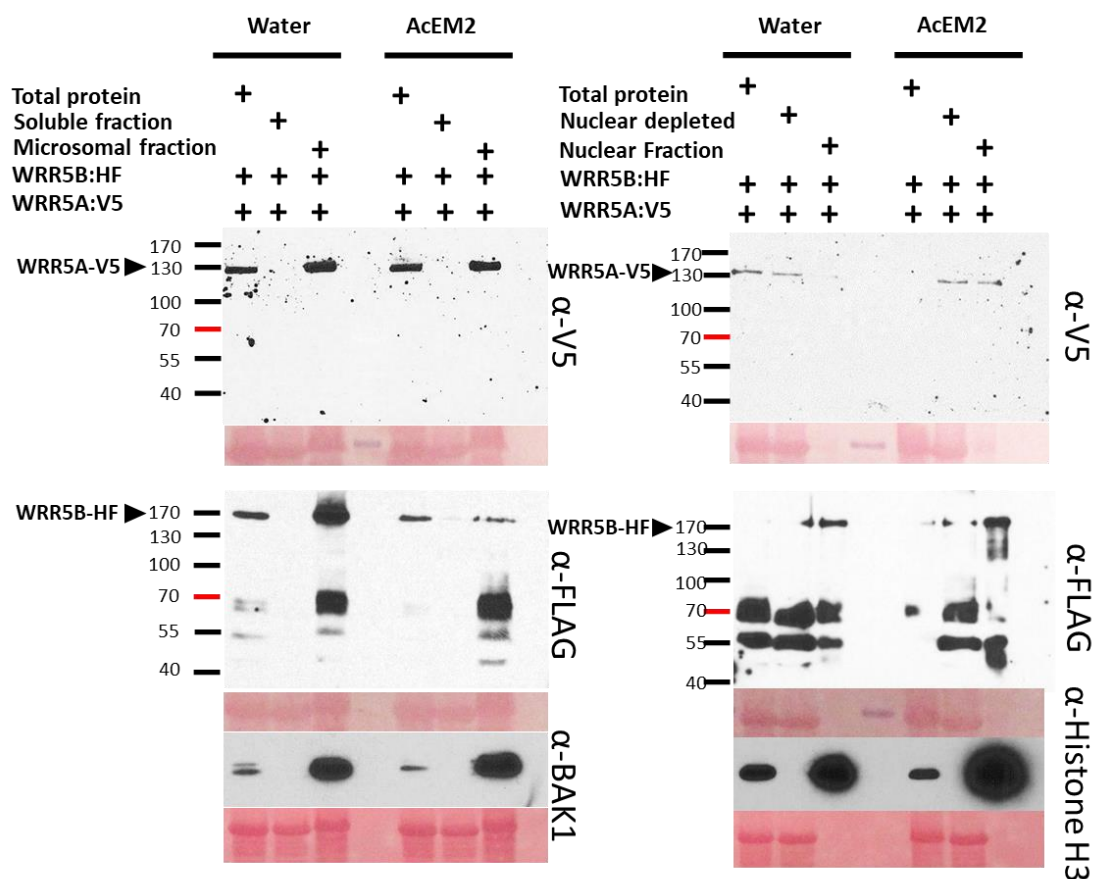 Water AcEM2
Total protein + +
Soluble fraction + +
Microsomal fraction + +
WRR5B:HF + + + + + +
WRR5A:V5 + + + + + +
170
WRR5A-V5 130
100
70
55
40
α-V5
WRR5B-HF 170
130
100
70
55
40
α-FLAG
α-BAK1
Water AcEM2
Total protein + +
Nuclear depleted + +
Nuclear Fraction + +
WRR5B:HF + + + + + +
WRR5A:V5 + + + + + +
170
WRR5A-V5 130
100
70
55
40
α-V5
WRR5B-HF 170
130
100
70
55
40
α-FLAG
α-Histone H3